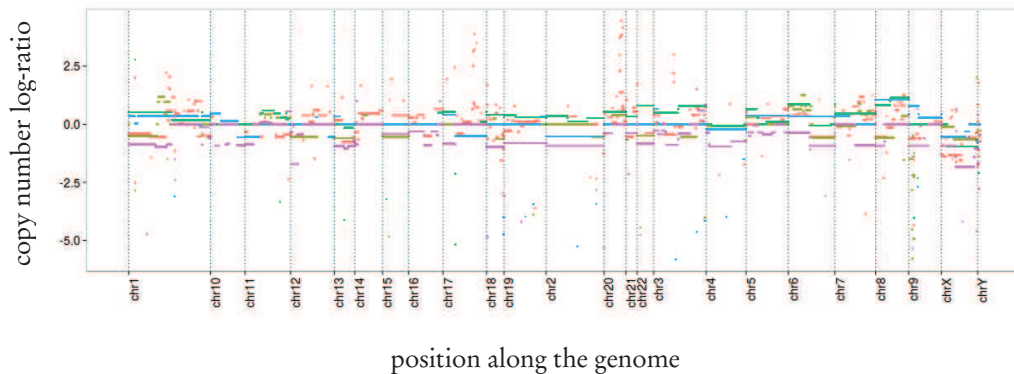 copy number log-ratio
2.5
0.0
-2.5
-5.0
chr1
chr10
chr11
chr12
chr13
chr14
chr15
chr16
chr17
chr18
chr19
chr2
chr20
chr21
chr22
chr3
chr4
chr5
chr6
chr7
chr8
chr9
chrX
chrY
position along the genome